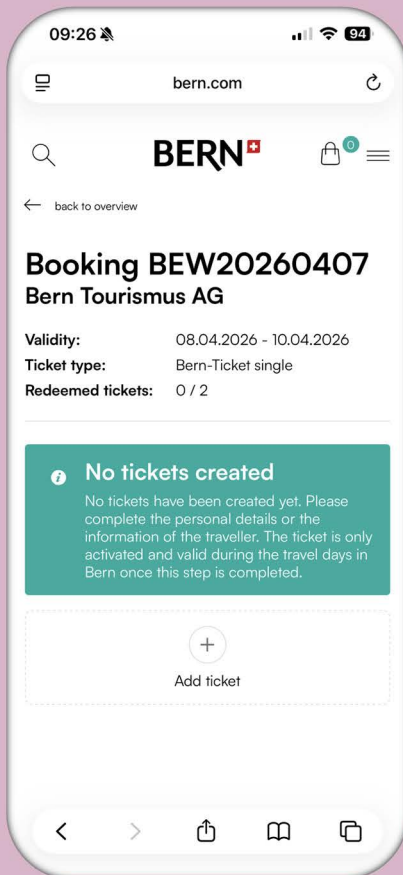 09:26
94
bern.com
BERN
0
back to overview
Booking BEW20260407
Bern Tourismus AG
Validity: 08.04.2026 - 10.04.2026
Ticket type: Bern-Ticket single
Redeemed tickets: 0 / 2
No tickets created
No tickets have been created yet. Please
complete the personal details or the
information of the traveller. The ticket is only
activated and valid during the travel days in
Bern once this step is completed.
Add ticket